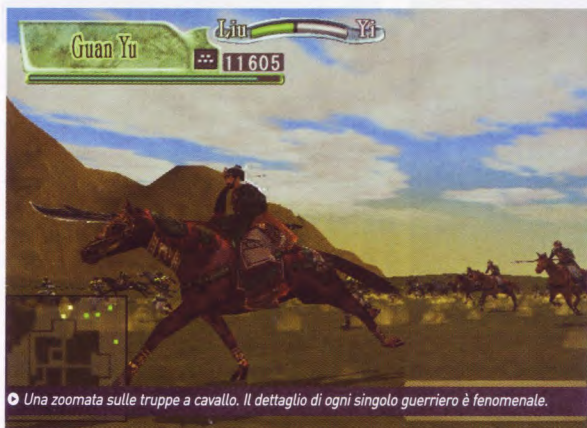 Liu Yi
Guan Yu
11605
Una zoomata sulle truppe a cavallo. Il dettaglio di ogni singolo guerriero è fenomenale.